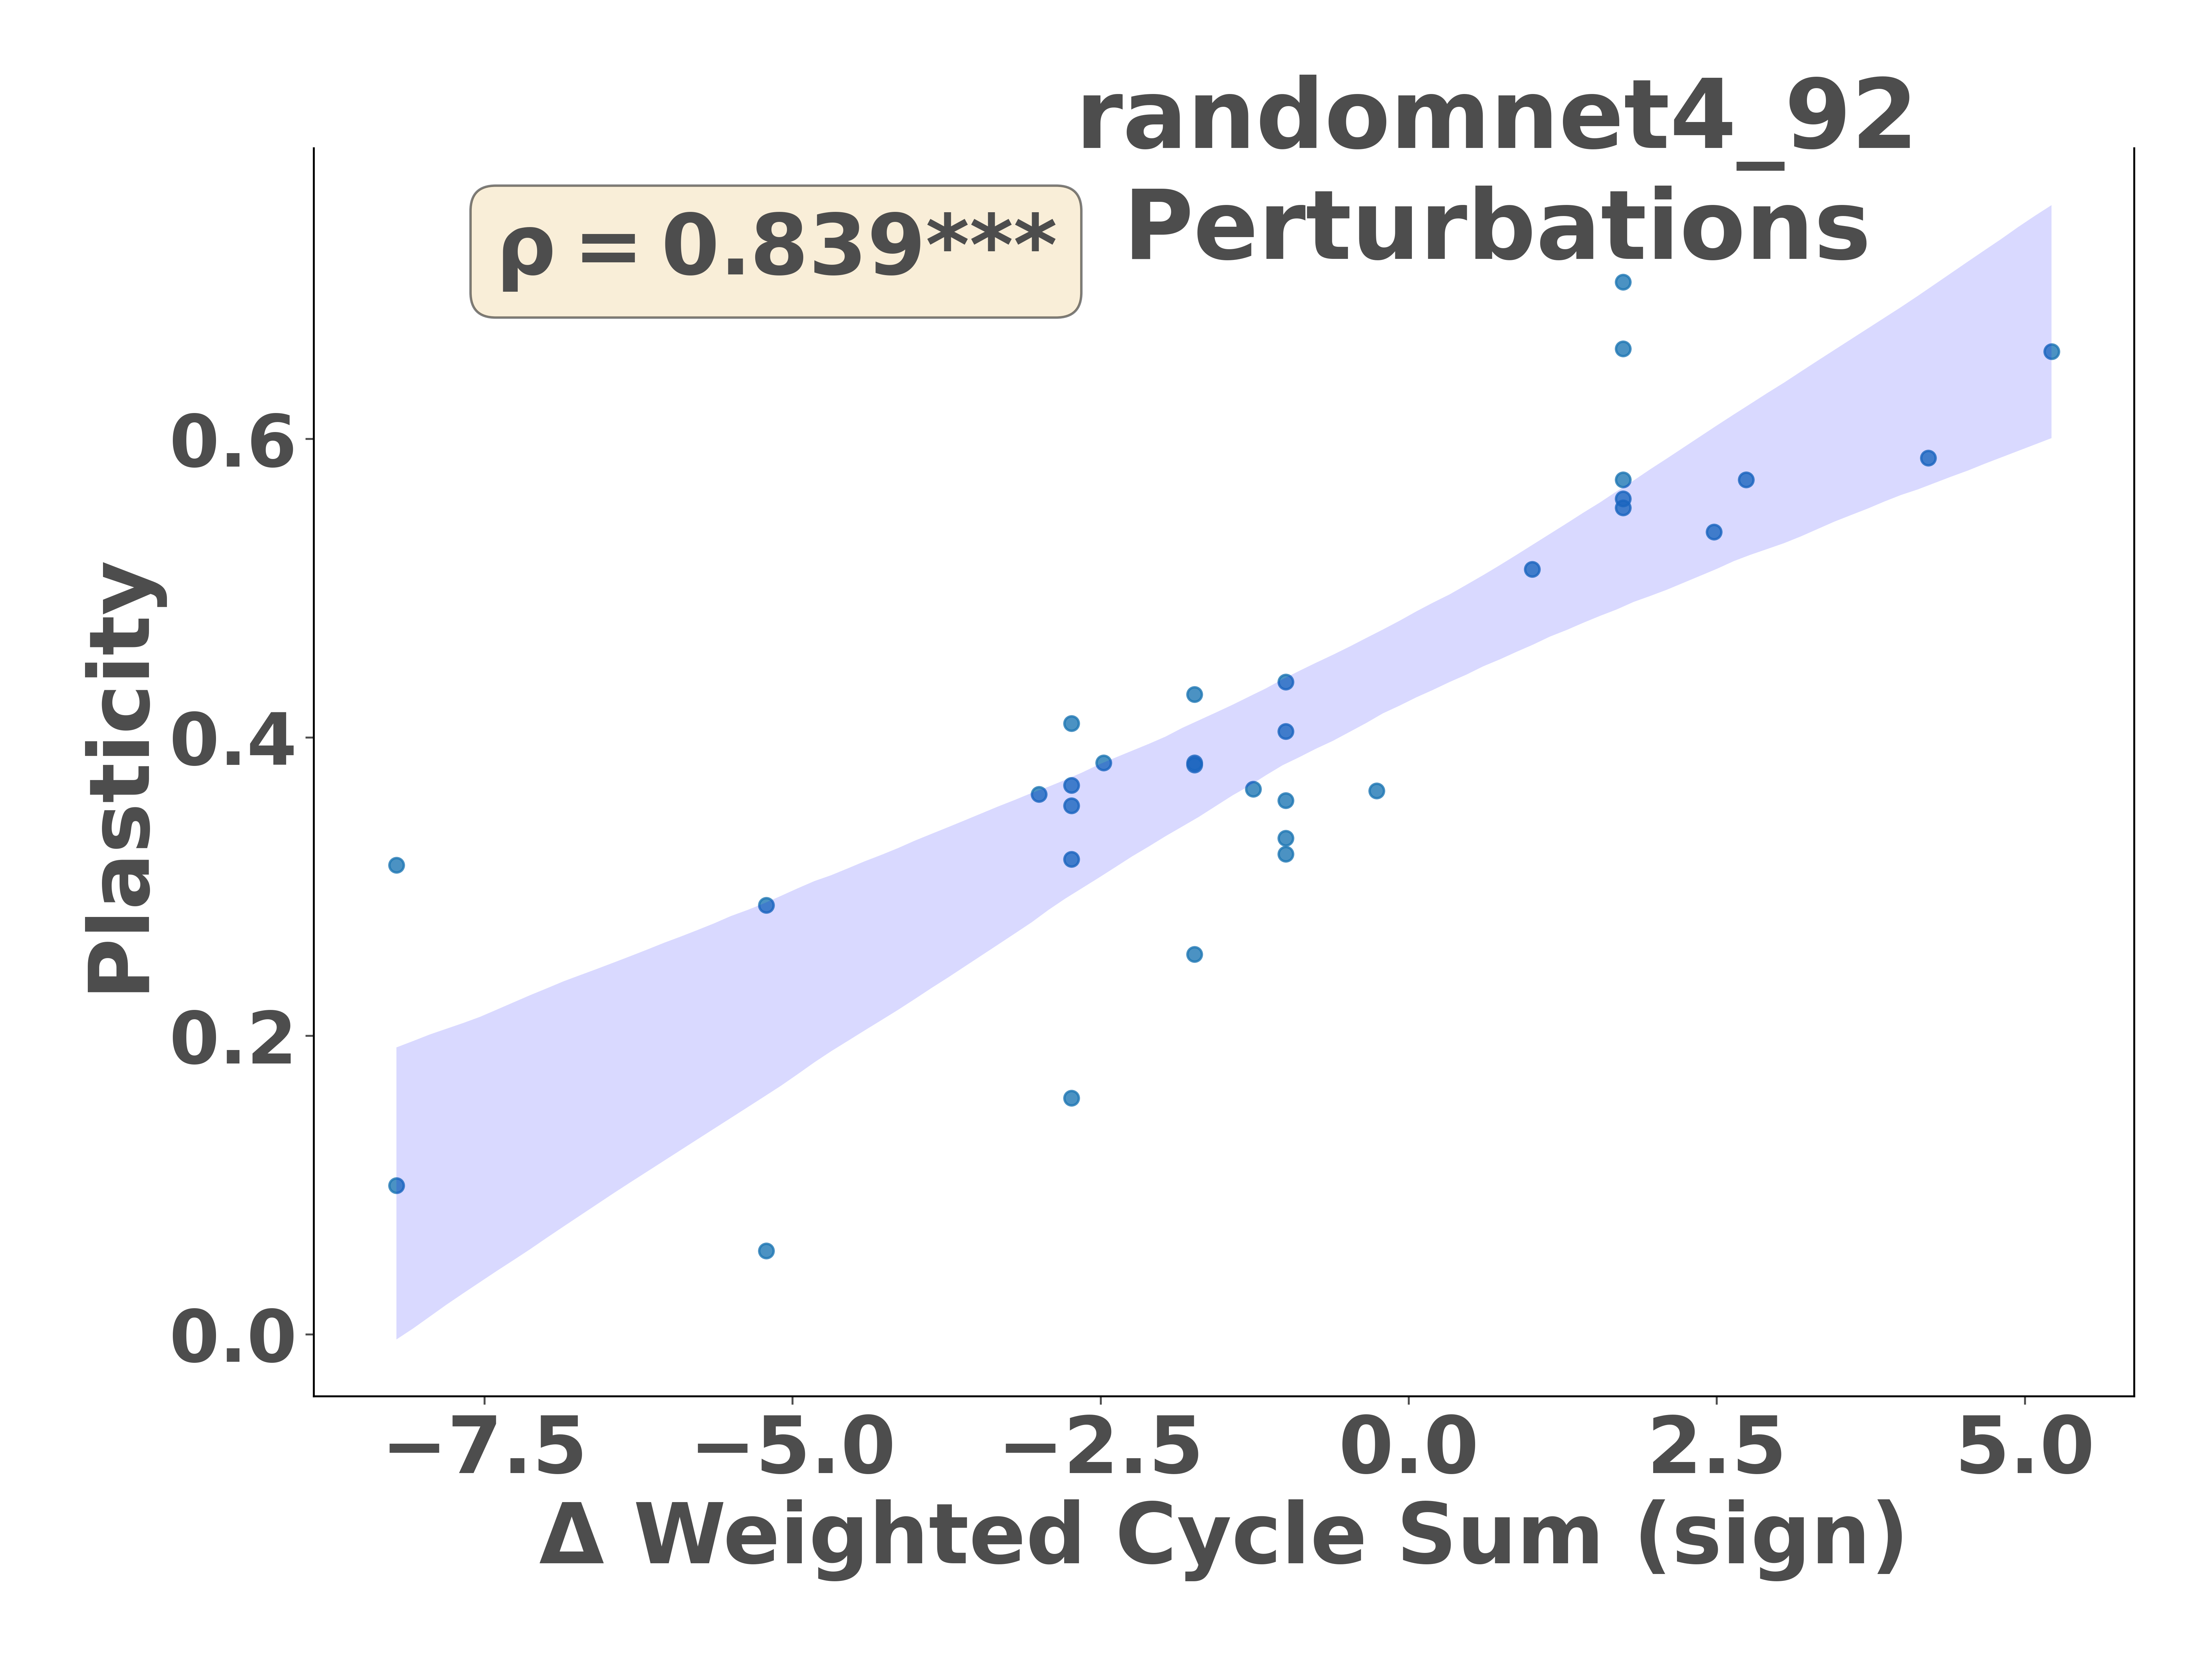 randomnet4_92
Perturbations
ρ = 0.839***
Plasticity
0.6
0.4
0.2
0.0
−7.5 −5.0 −2.5 0.0 2.5 5.0
Δ Weighted Cycle Sum (sign)